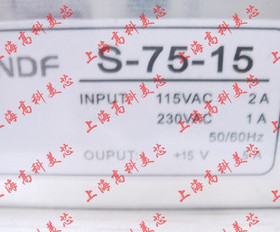 NDF S-75-15
INPUT: 115VAC 2A
230VAC 1A
50/60Hz
OUPUT: +15 V
上海高科美芯
上海高科美芯
上海高科美芯